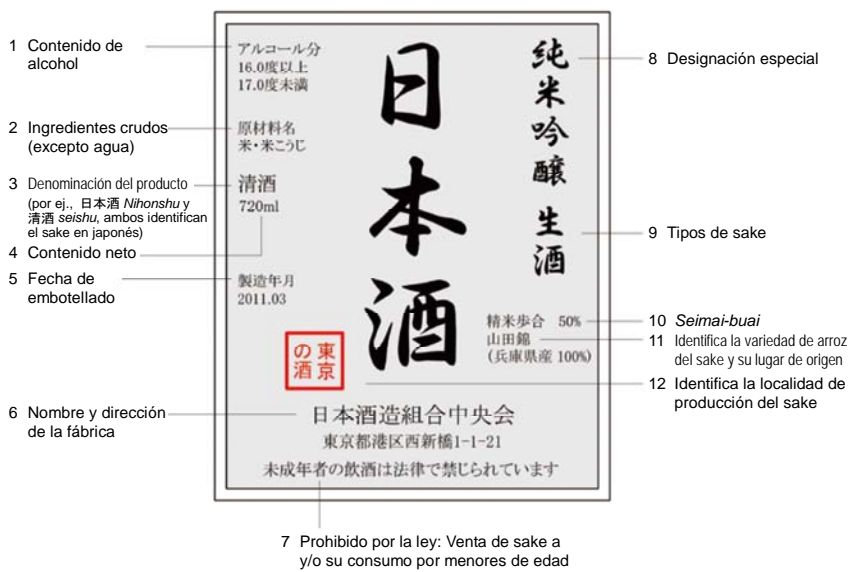 1 Contenido de
alcohol
2 Ingredientes crudos
(excepto agua)
3 Denominación del producto
(por ej., 日本酒 Nihonshu y
清酒 seishu, ambos identifican
el sake en japonés)
4 Contenido neto
5 Fecha de
embotellado
6 Nombre y dirección
de la fábrica
アルコール分
16.0度以上
17.0度未満
原材料名
米・米こうじ
清酒
720ml
製造年月
2011.03
日本酒
純米吟醸 生酒
精米歩合 50%
山田錦
(兵庫県産 100%)
東京
の酒
日本酒造組合中央会
東京都港区西新橋1-1-21
未成年者の飲酒は法律で禁じられています
8 Designación especial
9 Tipos de sake
10 Seimai-buai
11 Identifica la variedad de arroz
del sake y su lugar de origen
12 Identifica la localidad de
producción del sake
7 Prohibido por la ley: Venta de sake a
y/o su consumo por menores de edad